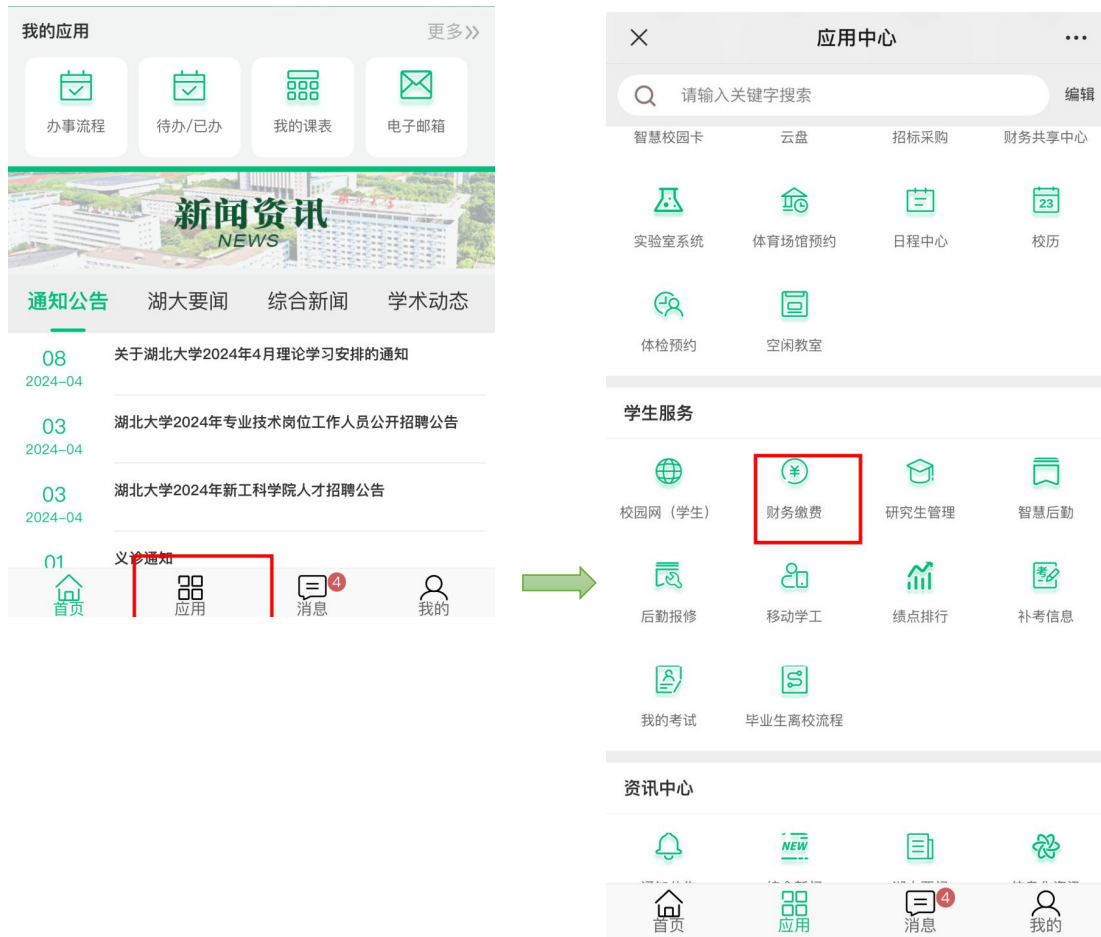 我的应用
更多
办事流程
待办/已办
我的课表
电子邮箱
新闻资讯
NEWS
通知公告
湖大要闻
综合新闻
学术动态
08
2024-04
关于湖北大学2024年4月理论学习安排的通知
03
2024-04
湖北大学2024年专业技术岗位工作人员公开招聘公告
03
2024-04
湖北大学2024年新工科学院人才招聘公告
01
义诊通知
首页
应用
消息
4
我的
应用中心
请输入关键字搜索
编辑
智慧校园卡
云盘
招标采购
财务共享中心
23
实验室系统
体育场馆预约
日程中心
校历
体检预约
空闲教室
学生服务
校园网（学生）
财务缴费
研究生管理
智慧后勤
后勤报修
移动学工
绩点排行
补考信息
我的考试
毕业生离校流程
资讯中心
NEW
首页
应用
消息
4
我的